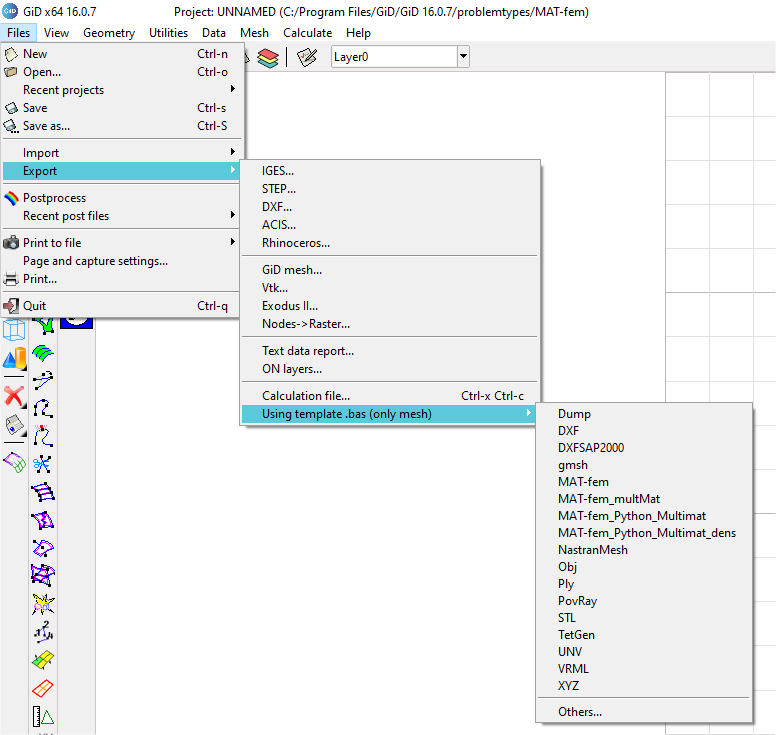 GiD x64 16.0.7 Project: UNNAMED (C:/Program Files/GiD/GiD 16.0.7/problemtypes/MAT-fem)
Files View Geometry Utilities Data Mesh Calculate Help
New Ctrl-n
Open... Ctrl-o
Recent projects
Save Ctrl-s
Save as... Ctrl-S
Import
Export
Postprocess
Recent post files
Print to file
Page and capture settings...
Print...
Quit Ctrl-q
Layer0
IGES...
STEP...
DXF...
ACIS...
Rhinoceros...
GiD mesh...
Vtk...
Exodus II...
Nodes->Raster...
Text data report...
ON layers...
Calculation file... Ctrl-x Ctrl-c
Using template .bas (only mesh)
Dump
DXF
DXFSAP2000
gmsh
MAT-fem
MAT-fem_multMat
MAT-fem_Python_Multimat
MAT-fem_Python_Multimat_dens
NastranMesh
Obj
Ply
PovRay
STL
TetGen
UNV
VRML
XYZ
Others...